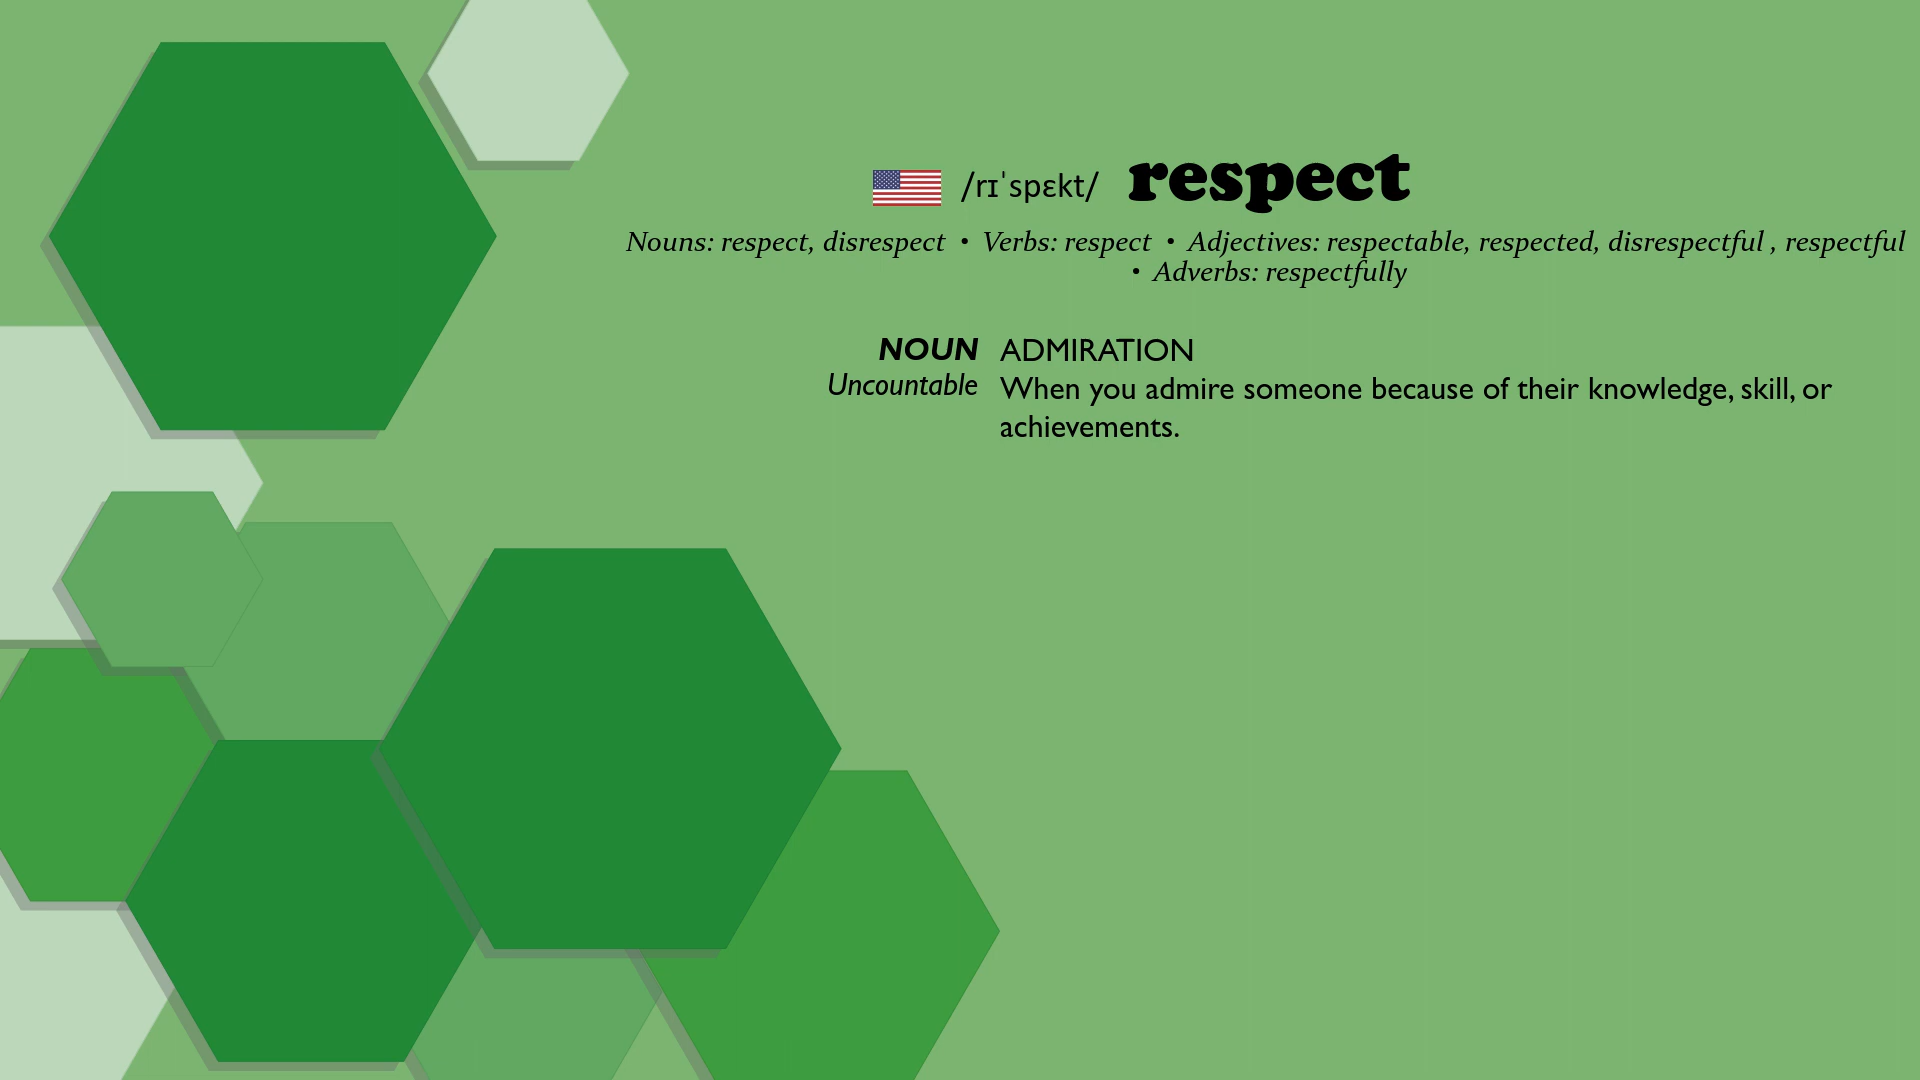 /rɪˈspɛkt/ respect
Nouns: respect, disrespect • Verbs: respect • Adjectives: respectable, respected, disrespectful , respectful
• Adverbs: respectfully
NOUN ADMIRATION
Uncountable When you admire someone because of their knowledge, skill, or
achievements.